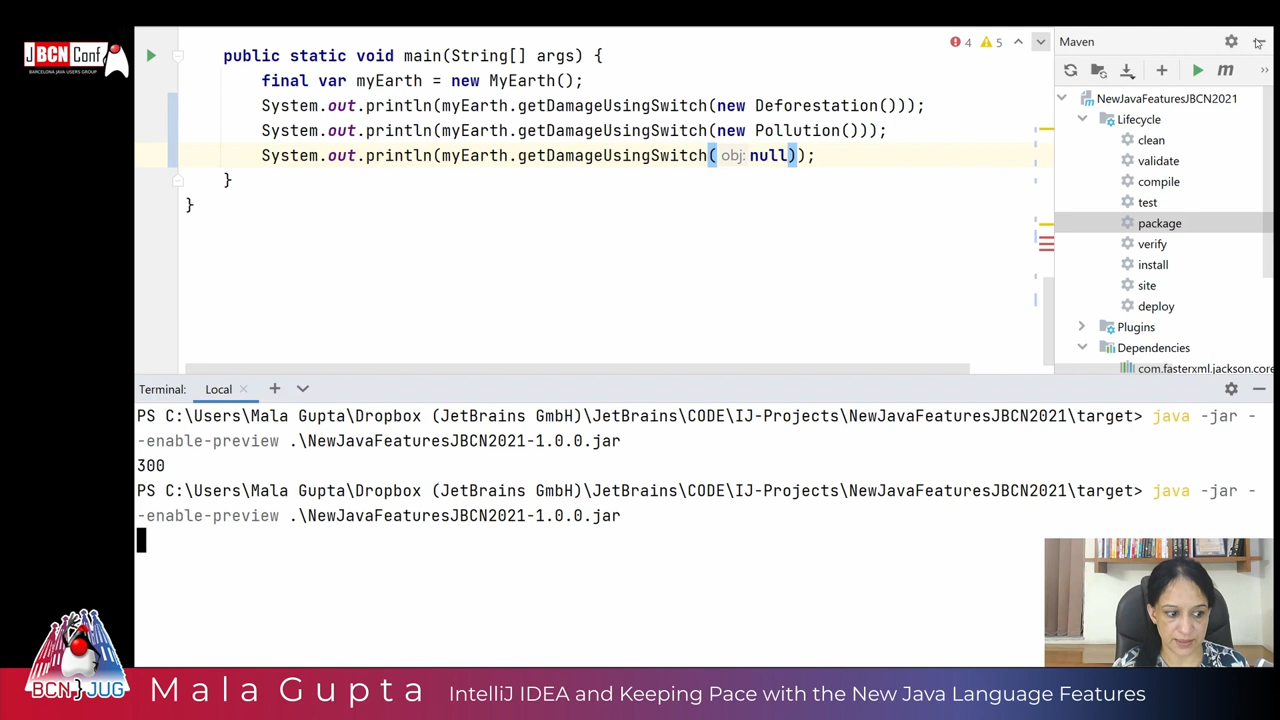 JBCNConf
BARCELONA JAVA USERS GROUP
public static void main(String[] args) {
final var myEarth = new MyEarth();
System.out.println(myEarth.getDamageUsingSwitch(new Deforestation()));
System.out.println(myEarth.getDamageUsingSwitch(new Pollution()));
System.out.println(myEarth.getDamageUsingSwitch( obj: null));
}
}
4 5
Maven
m
NewJavaFeaturesJBCN2021
Lifecycle
clean
validate
compile
test
package
verify
install
site
deploy
Plugins
Dependencies
com.fasterxml.jackson.core
Terminal: Local
PS C:\Users\Mala Gupta\Dropbox (JetBrains GmbH)\JetBrains\CODE\IJ-Projects\NewJavaFeaturesJBCN2021\target> java -jar -
-enable-preview .\NewJavaFeaturesJBCN2021-1.0.0.jar
300
PS C:\Users\Mala Gupta\Dropbox (JetBrains GmbH)\JetBrains\CODE\IJ-Projects\NewJavaFeaturesJBCN2021\target> java -jar -
-enable-preview .\NewJavaFeaturesJBCN2021-1.0.0.jar
BCN}JUG
Mala Gupta
IntelliJ IDEA and Keeping Pace with the New Java Language Features